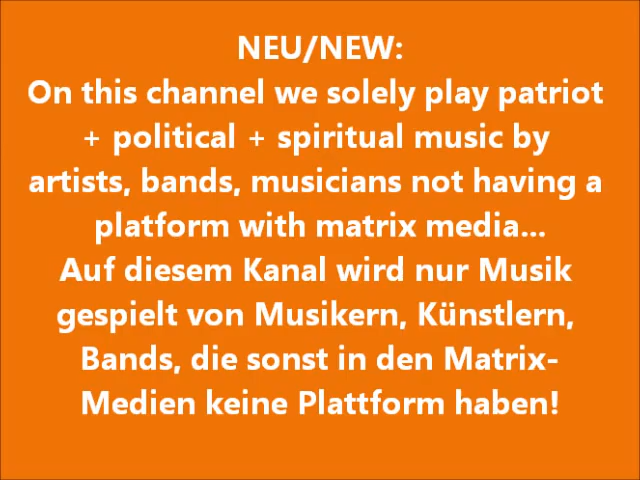 NEU/NEW:
On this channel we solely play patriot
+ political + spiritual music by
artists, bands, musicians not having a
platform with matrix media...
Auf diesem Kanal wird nur Musik
gespielt von Musikern, Künstlern,
Bands, die sonst in den Matrix-
Medien keine Plattform haben!